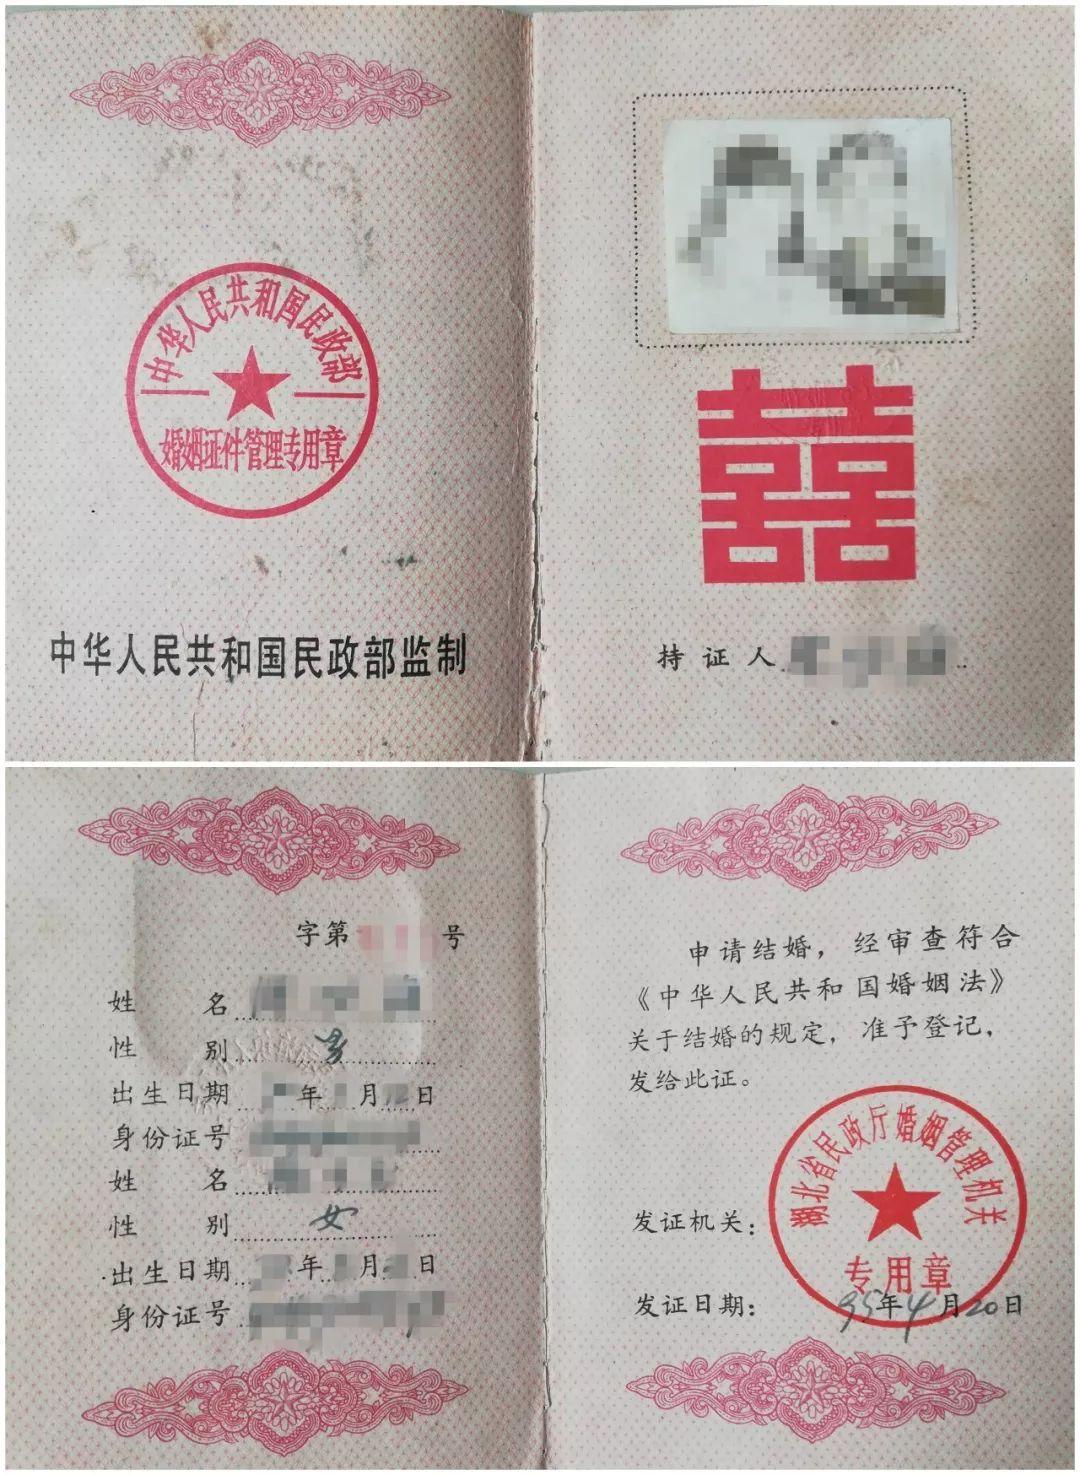 中华人民共和国民政部
婚姻证件管理专用章
中华人民共和国民政部监制
囍
持证人
字第 号
姓名
性别 男
出生日期 年 月 日
身份证号
姓名
性别 女
出生日期 年 月 日
身份证号
申请结婚，经审查符合
《中华人民共和国婚姻法》
关于结婚的规定，准予登记，
发给此证。
湖北省民政厅婚姻管理机关
专用章
发证机关：
发证日期： 95年4月20日